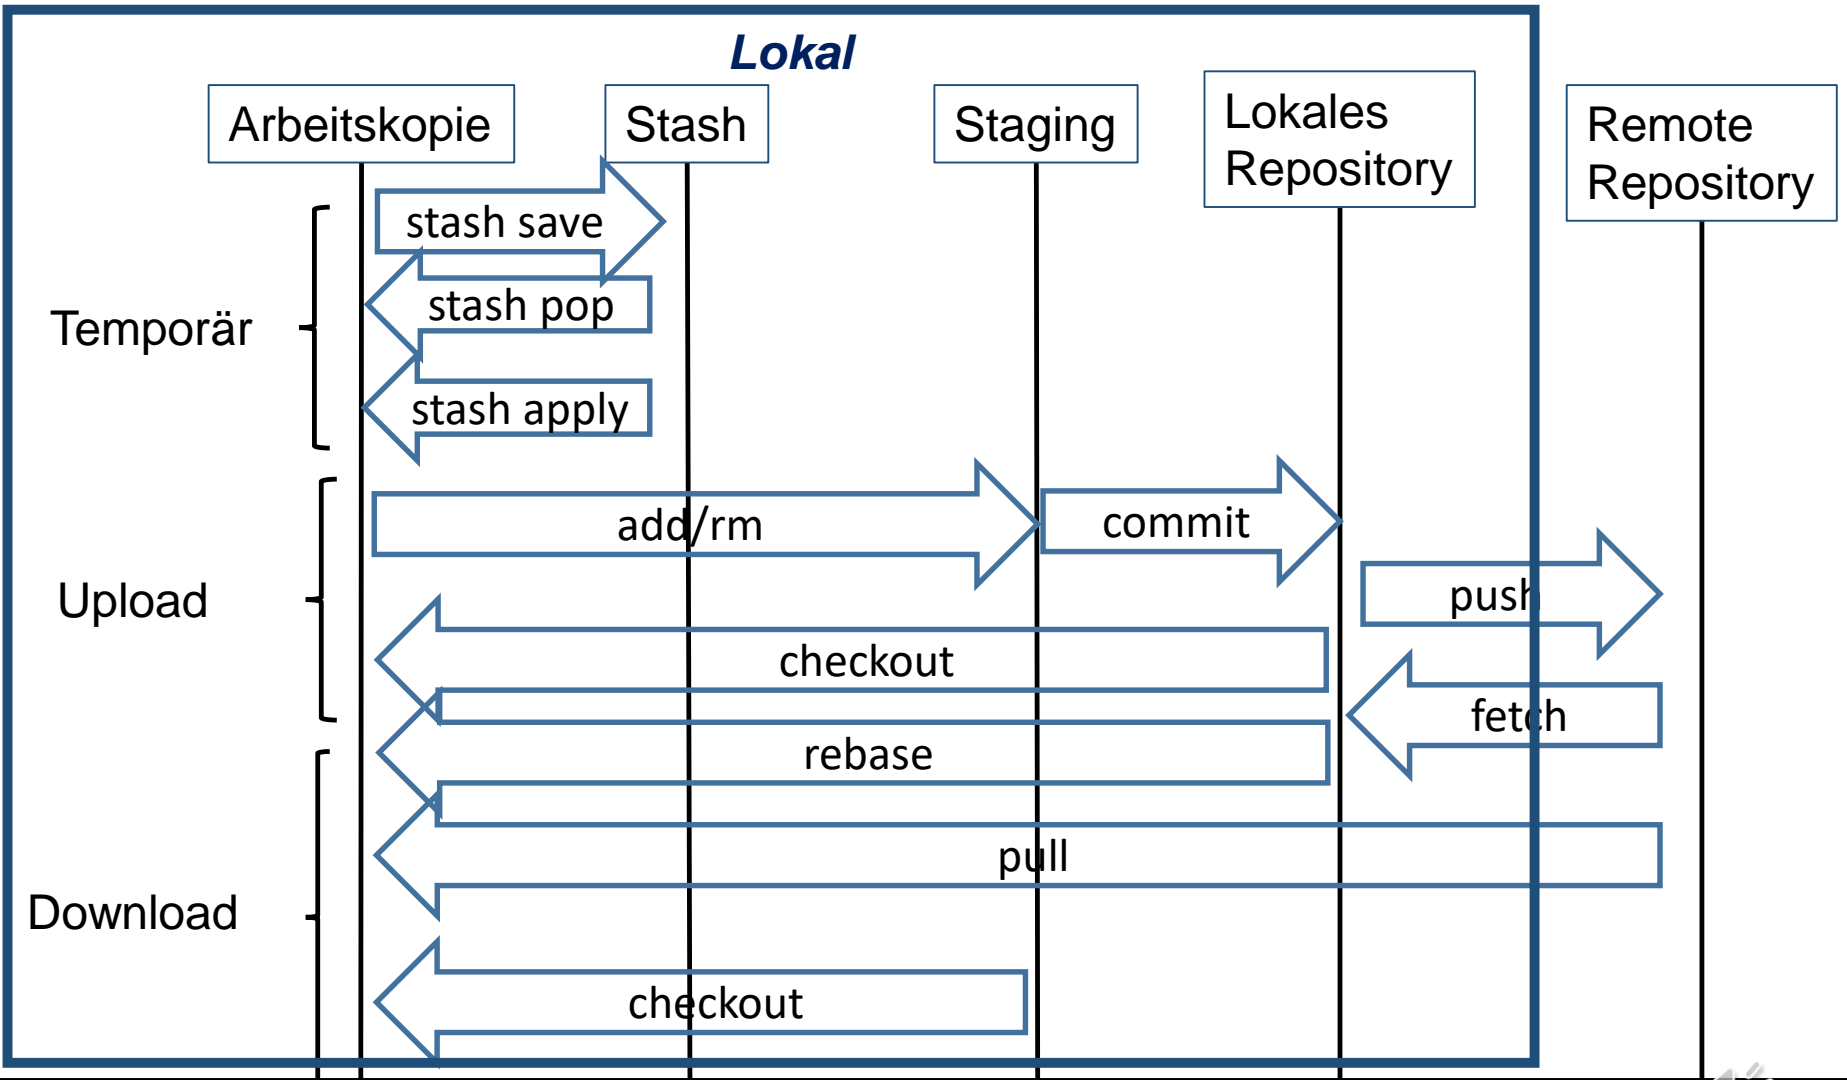 Lokal
Arbeitskopie
Stash
Staging
Lokales
Repository
Remote
Repository
stash save
stash pop
Temporär
stash apply
add/rm
commit
push
Upload
checkout
fetch
rebase
pull
Download
checkout